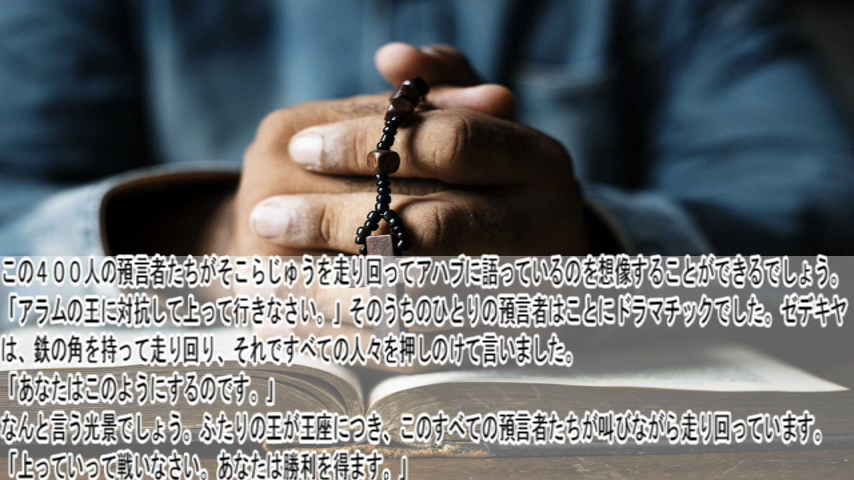 この４００人の預言者たちがそこらじゅうを走り回ってアハブに語っているのを想像することができるでしょう。
「アラムの王に対抗して上って行きなさい。」そのうちのひとりの預言者はことにドラマチックでした。ゼデキヤ
は、鉄の角を持って走り回り、それですべての人々を押しのけて言いました。
「あなたはこのようにするのです。」
なんと言う光景でしょう。ふたりの王が王座につき、このすべての預言者たちが叫びながら走り回っています。
「上っていって戦いなさい。あなたは勝利を得ます。」